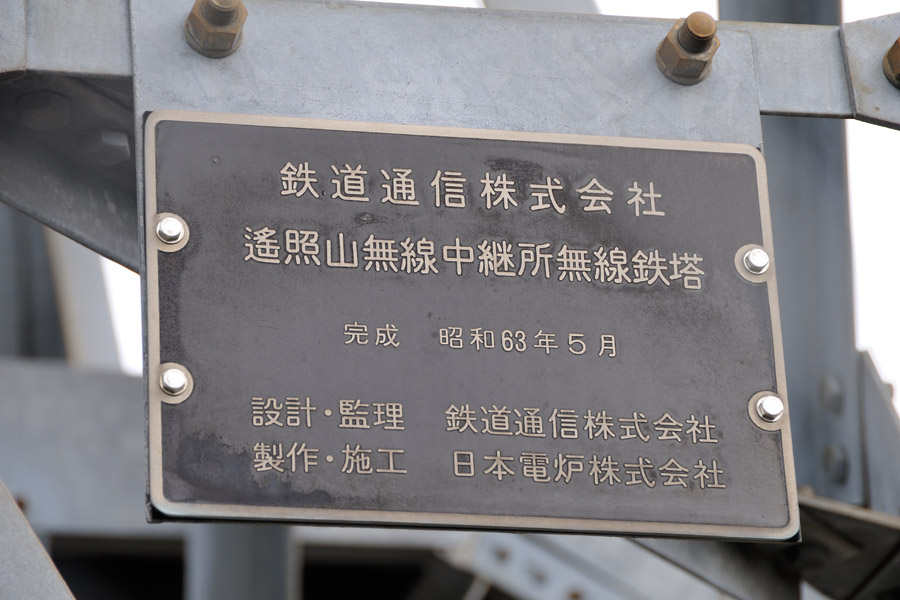 鉄道通信株式会社
遙照山無線中継所無線鉄塔
完成 昭和63年5月
設計・監理 鉄道通信株式会社
製作・施工 日本電炉株式会社